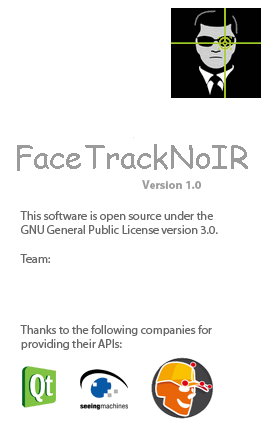 FaceTrackNoIR
Version 1.0
This software is open source under the
GNU General Public License version 3.0.
Team:
Thanks to the following companies for
providing their APIs:
Qt
seeingmachines